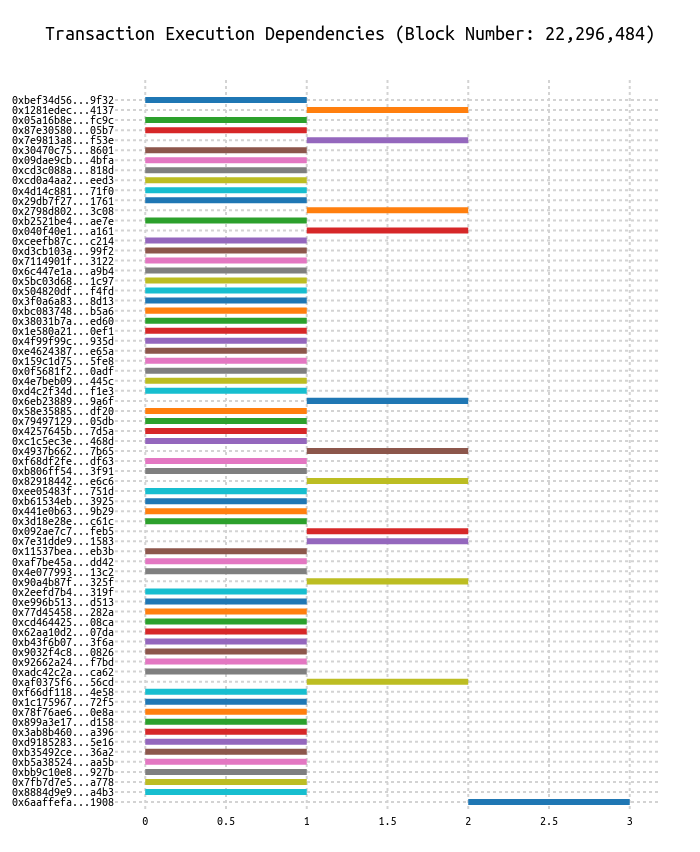 Transaction Execution Dependencies (Block Number: 22,296,484)
0xbef34d56...9f32
0x1281edec...4137
0x05a16b8e...fc9c
0x87e30580...05b7
0x7e9813a8...f53e
0x30470c75...8601
0x09dae9cb...4bfa
0xcd3c088a...818d
0xcd0a4aa2...eed3
0x4d14c881...71f0
0x29db7f27...1761
0x2798d802...3c08
0xb2521be4...ae7e
0x040f40e1...a161
0xceefb87c...c214
0xd3cb103a...99f2
0x7114901f...3122
0x6c447e1a...a9b4
0x5bc03d68...1c97
0x504820df...f4fd
0x3f0a6a83...8d13
0xbc083748...b5a6
0x38031b7a...ed60
0x1e580a21...0ef1
0x4f99f99c...935d
0xe4624387...e65a
0x159c1d75...5fe8
0x0f5681f2...0adf
0x4e7beb09...445c
0xd4c2f34d...f1e3
0x6eb23889...9a6f
0x58e35885...df20
0x79497129...05db
0x4257645b...7d5a
0xc1c5ec3e...468d
0x4937b662...7b65
0xf68df2fe...df63
0xb806ff54...3f91
0x82918442...e6c6
0xee05483f...751d
0xb61534eb...3925
0x441e0b63...9b29
0x3d18e28e...c61c
0x092ae7c7...feb5
0x7e31dde9...1583
0x11537bea...eb3b
0xaf7be45a...dd42
0x4e077993...13c2
0x90a4b87f...325f
0x2eefd7b4...319f
0xe996b513...d513
0x77d45458...282a
0xcd464425...08ca
0x62aa10d2...07da
0xb43f6b07...3f6a
0x9032f4c8...0826
0x92662a24...f7bd
0xadc42c2a...ca62
0xaf0375f6...56cd
0xf66df118...4e58
0x1c175967...72f5
0x78f76ae6...0e8a
0x899a3e17...d158
0x3ab8b460...a396
0xd9185283...5e16
0xb35492ce...36a2
0xb5a38524...aa5b
0xbb9c10e8...927b
0x7fb7d7e5...a778
0x8884d9e9...a4b3
0x6aaffefa...1908
0 0.5 1 1.5 2 2.5 3